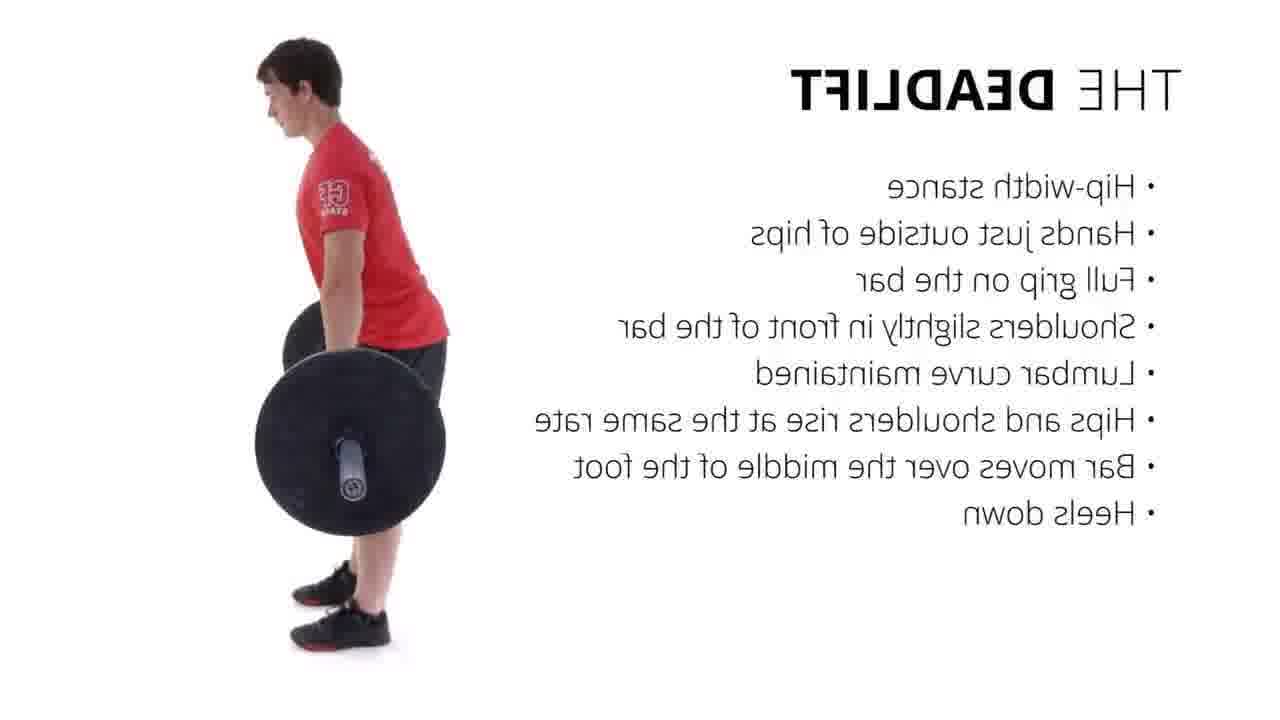 THE DEADLIFT
• Hip-width stance
• Hands just outside of hips
• Full grip on the bar
• Shoulders slightly in front of the bar
• Lumbar curve maintained
• Hips and shoulders rise at the same rate
• Bar moves over the middle of the foot
• Heels down